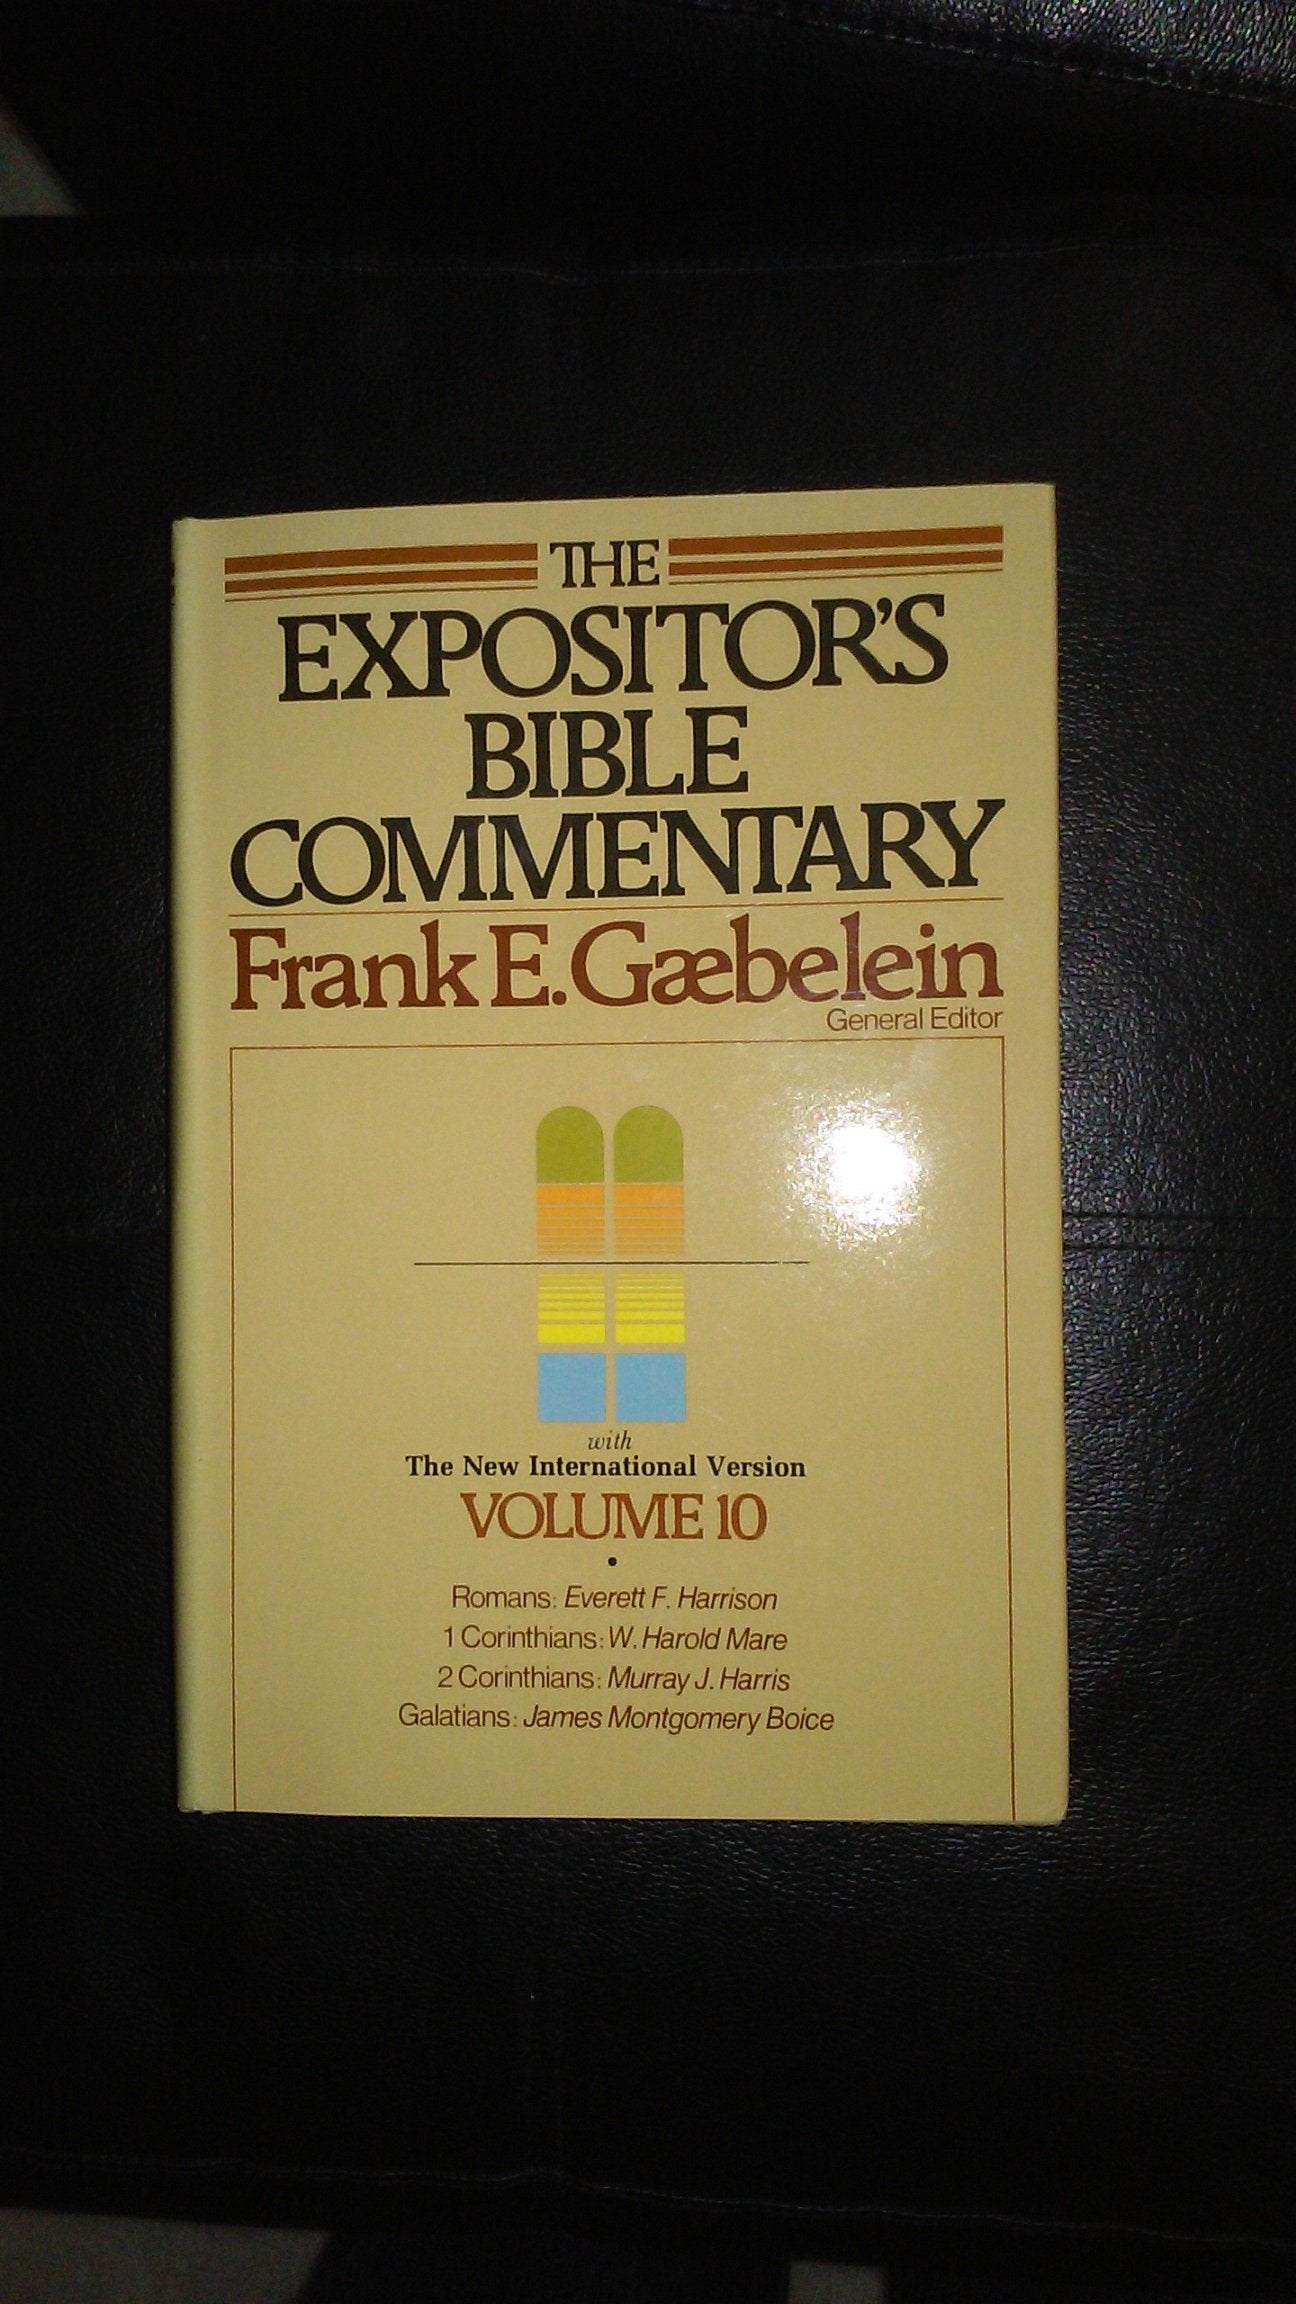 THE
EXPOSITOR'S
BIBLE
COMMENTARY
Frank E. Gæbelein
General Editor
with
The New International Version
VOLUME 10
•
Romans: Everett F. Harrison
1 Corinthians: W. Harold Mare
2 Corinthians: Murray J. Harris
Galatians: James Montgomery Boice